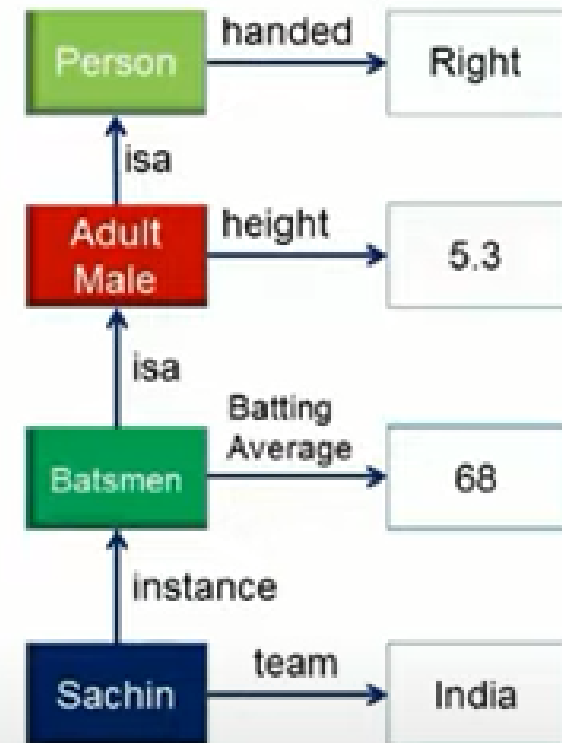 handed
Person
Right
isa
Adult
Male
height
5.3
isa
Batting
Average
Batsmen
68
instance
team
Sachin
India